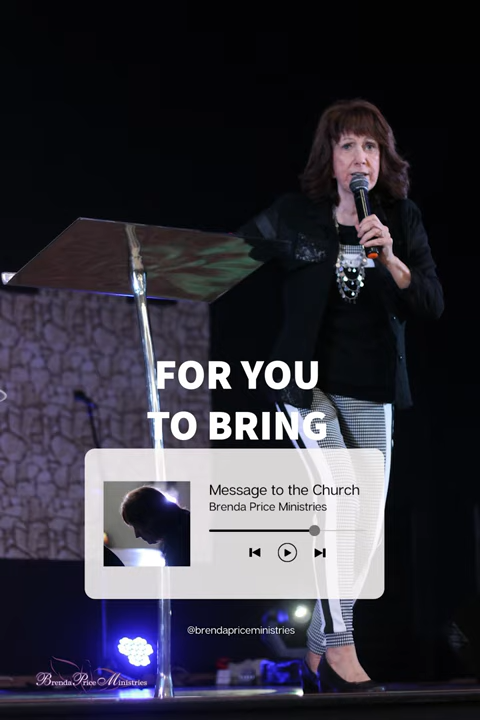 FOR YOU
TO BRING
Message to the Church
Brenda Price Ministries
@brendapriceministries
Brenda Price Ministries